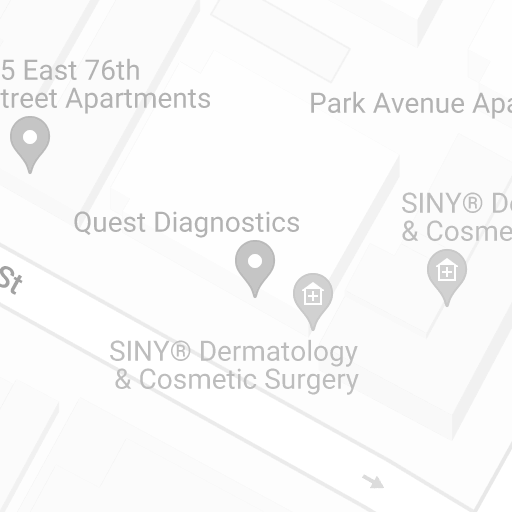 5 East 76th
treet Apartments
Park Avenue Apa
SINY® De
& Cosme
Quest Diagnostics
St
SINY® Dermatology
& Cosmetic Surgery